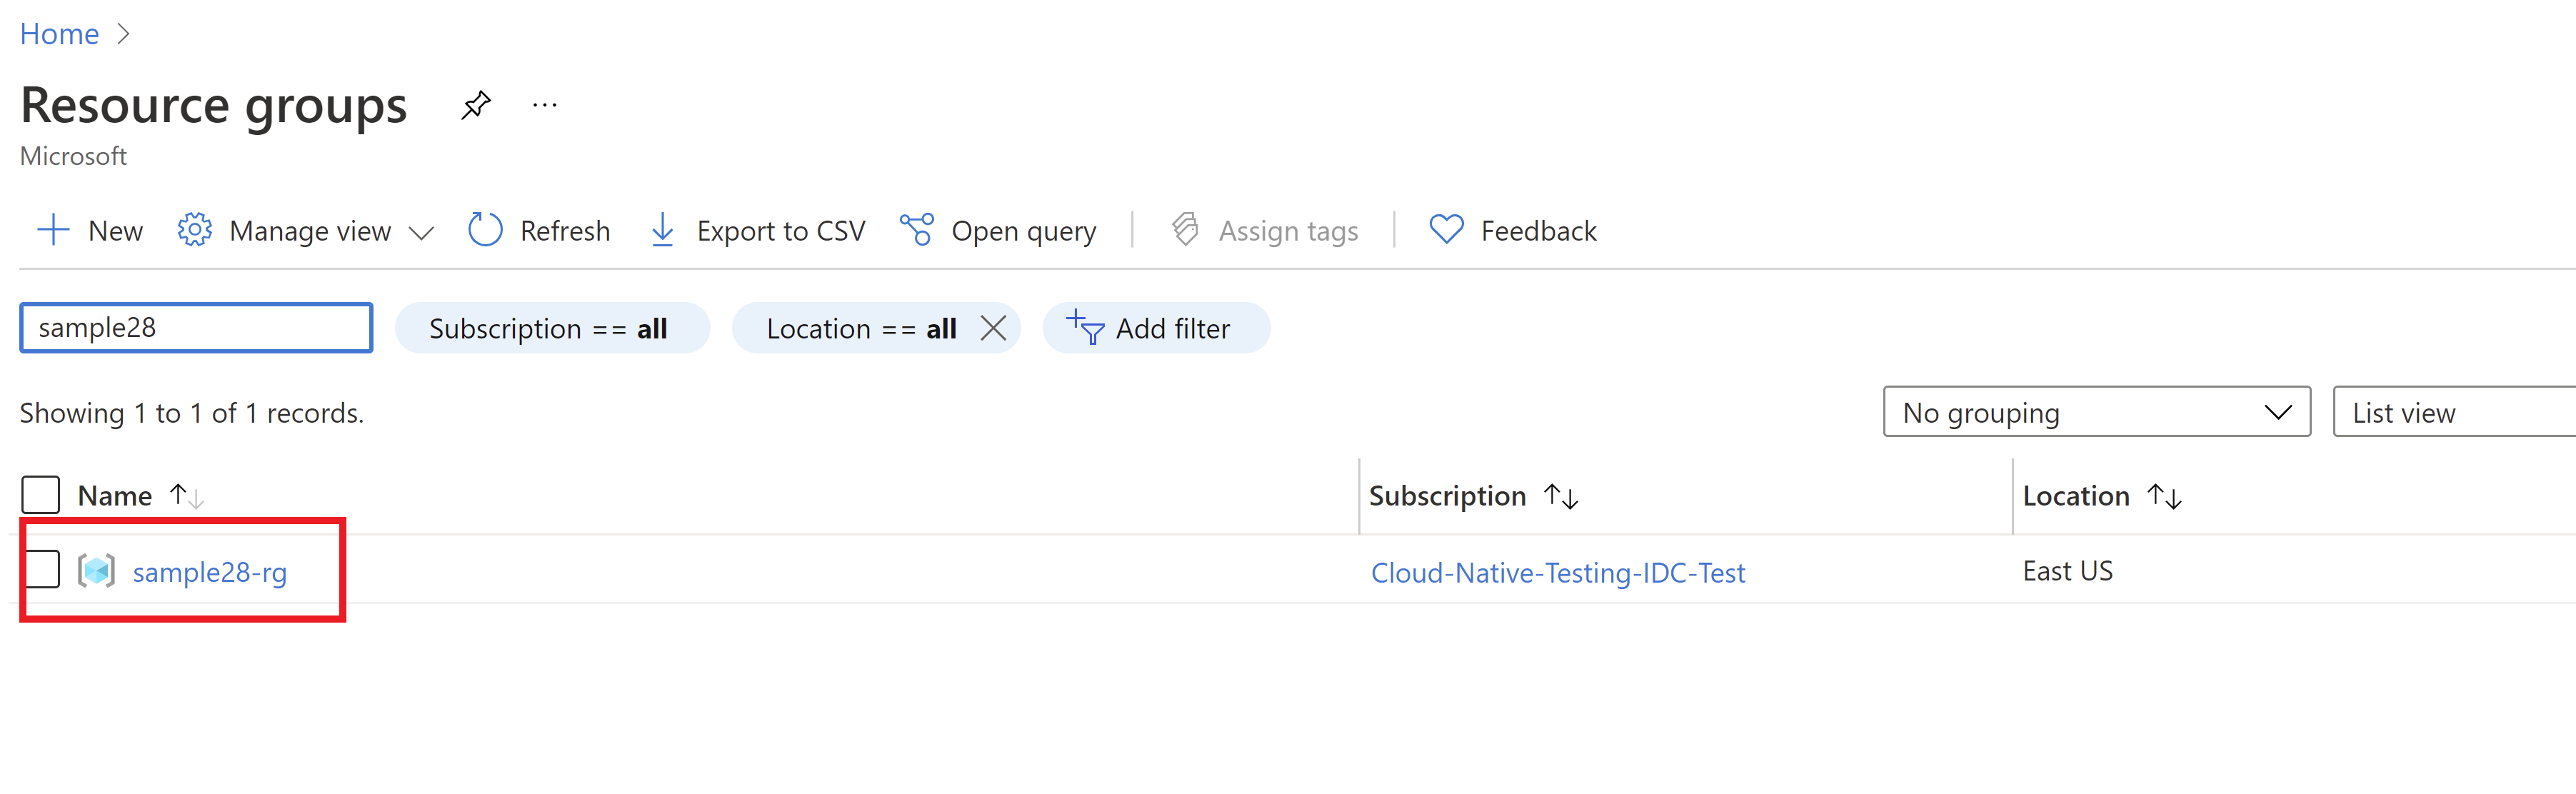 Home
Resource groups
Microsoft
New Manage view Refresh Export to CSV Open query Assign tags Feedback
sample28 Subscription == all Location == all Add filter
Showing 1 to 1 of 1 records. No grouping List view
Name Subscription Location
sample28-rg Cloud-Native-Testing-IDC-Test East US